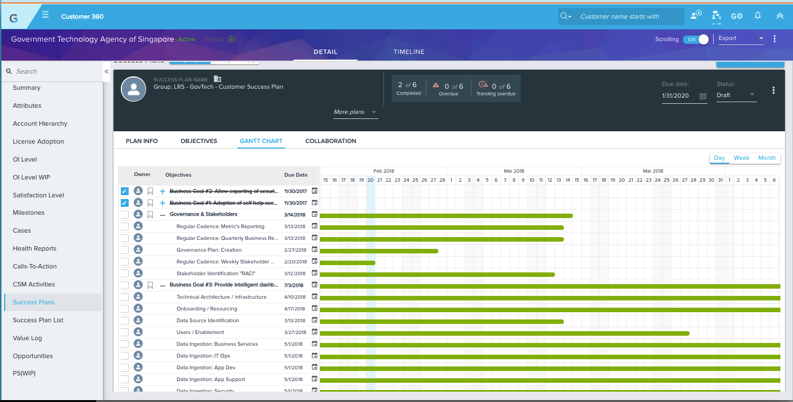 G
Customer 360
Customer name starts with
GO
Government Technology Agency of Singapore Active
DETAIL
TIMELINE
Scrolling ON
Export
Search
Summary
Attributes
Account Hierarchy
License Adoption
OI Level
OI Level WIP
Satisfaction Level
Milestones
Cases
Health Reports
Calls-To-Action
CSM Activities
Success Plans
Success Plan List
Value Log
Opportunities
PS(WIP)
SUCCESS PLAN NAME
Group: LRS - GovTech - Customer Success Plan
More plans
2 of 6
Completed
0 of 6
Overdue
0 of 6
Trending overdue
Due date:
1/31/2020
Status:
Draft
PLAN INFO
OBJECTIVES
GANTT CHART
COLLABORATION
Day Week Month
Owner Objectives Due Date
Feb 2018 Mar 2018 Mar 2018
15 16 17 18 19 20 21 22 23 24 25 26 27 28 1 2 3 4 5 6 7 8 9 10 11 12 13 14 15 16 17 18 19 20 21 22 23 24 25 26 27 28 29 30 31 1 2 3 4 5 6
Business Goal #2: Allow exporting of securit... 11/30/2017
Business Goal #1: Adoption of self-help sec... 11/30/2017
Governance & Stakeholders 3/14/2018
Regular Cadence: Metric's Reporting 3/13/2018
Regular Cadence: Quarterly Business Re... 3/13/2018
Governance Plan: Creation 2/27/2018
Regular Cadence: Weekly Stakeholder ... 2/20/2018
Stakeholder Identification "RACI" 3/12/2018
Business Goal #3: Provide intelligent dashb... 7/3/2018
Technical Architecture / Infrastructure 4/10/2018
Onboarding / Resourcing 4/17/2018
Data Source Identification 3/13/2018
Users / Enablement 3/27/2018
Data Ingestion: Business Services 5/1/2018
Data Ingestion: IT Ops 5/1/2018
Data Ingestion: App Dev 5/1/2018
Data Ingestion: App Support 5/1/2018
Data Ingestion: Security 5/1/2018